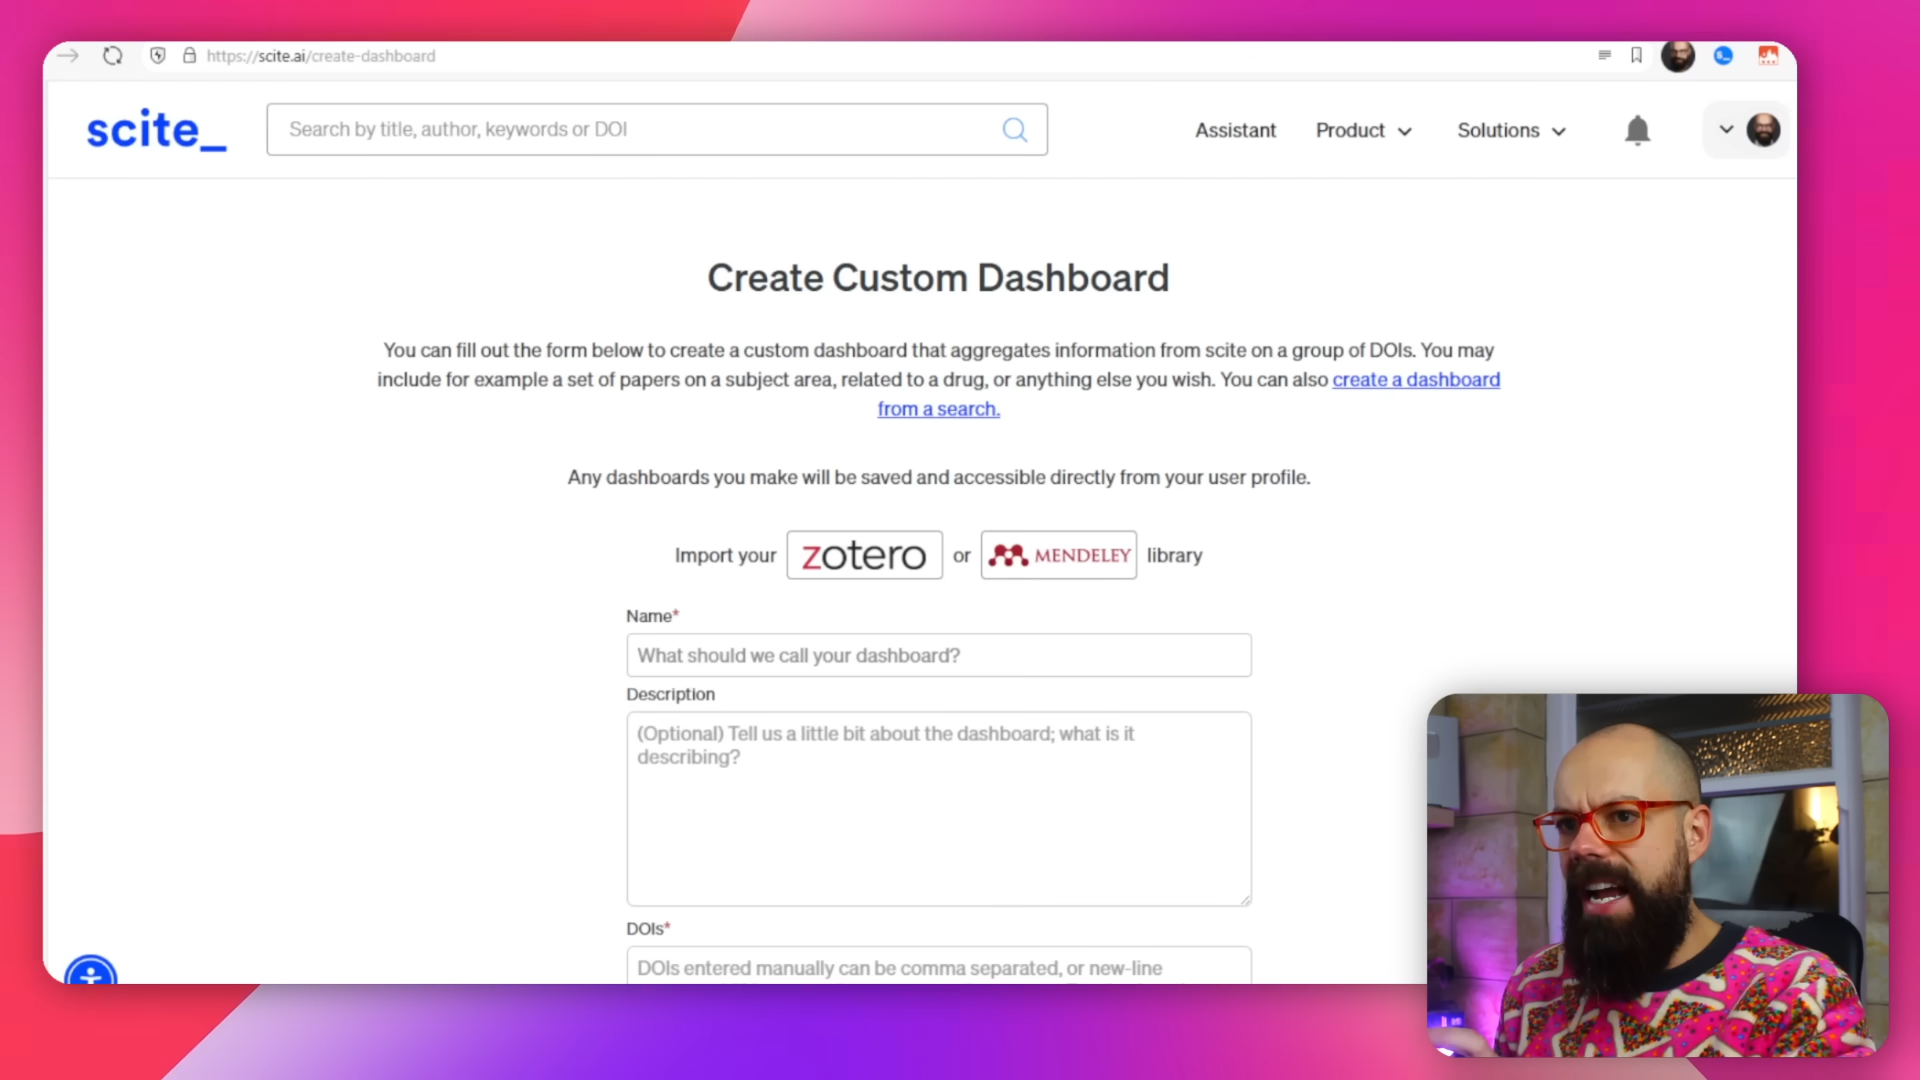 https://scite.ai/create-dashboard
scite_
Search by title, author, keywords or DOI
Assistant
Product
Solutions
Create Custom Dashboard
You can fill out the form below to create a custom dashboard that aggregates information from scite on a group of DOIs. You may
include for example a set of papers on a subject area, related to a drug, or anything else you wish. You can also create a dashboard
from a search.
Any dashboards you make will be saved and accessible directly from your user profile.
Import your zotero or MENDELEY library
Name*
What should we call your dashboard?
Description
(Optional) Tell us a little bit about the dashboard; what is it
describing?
DOIs*
DOIs entered manually can be comma separated, or new-line